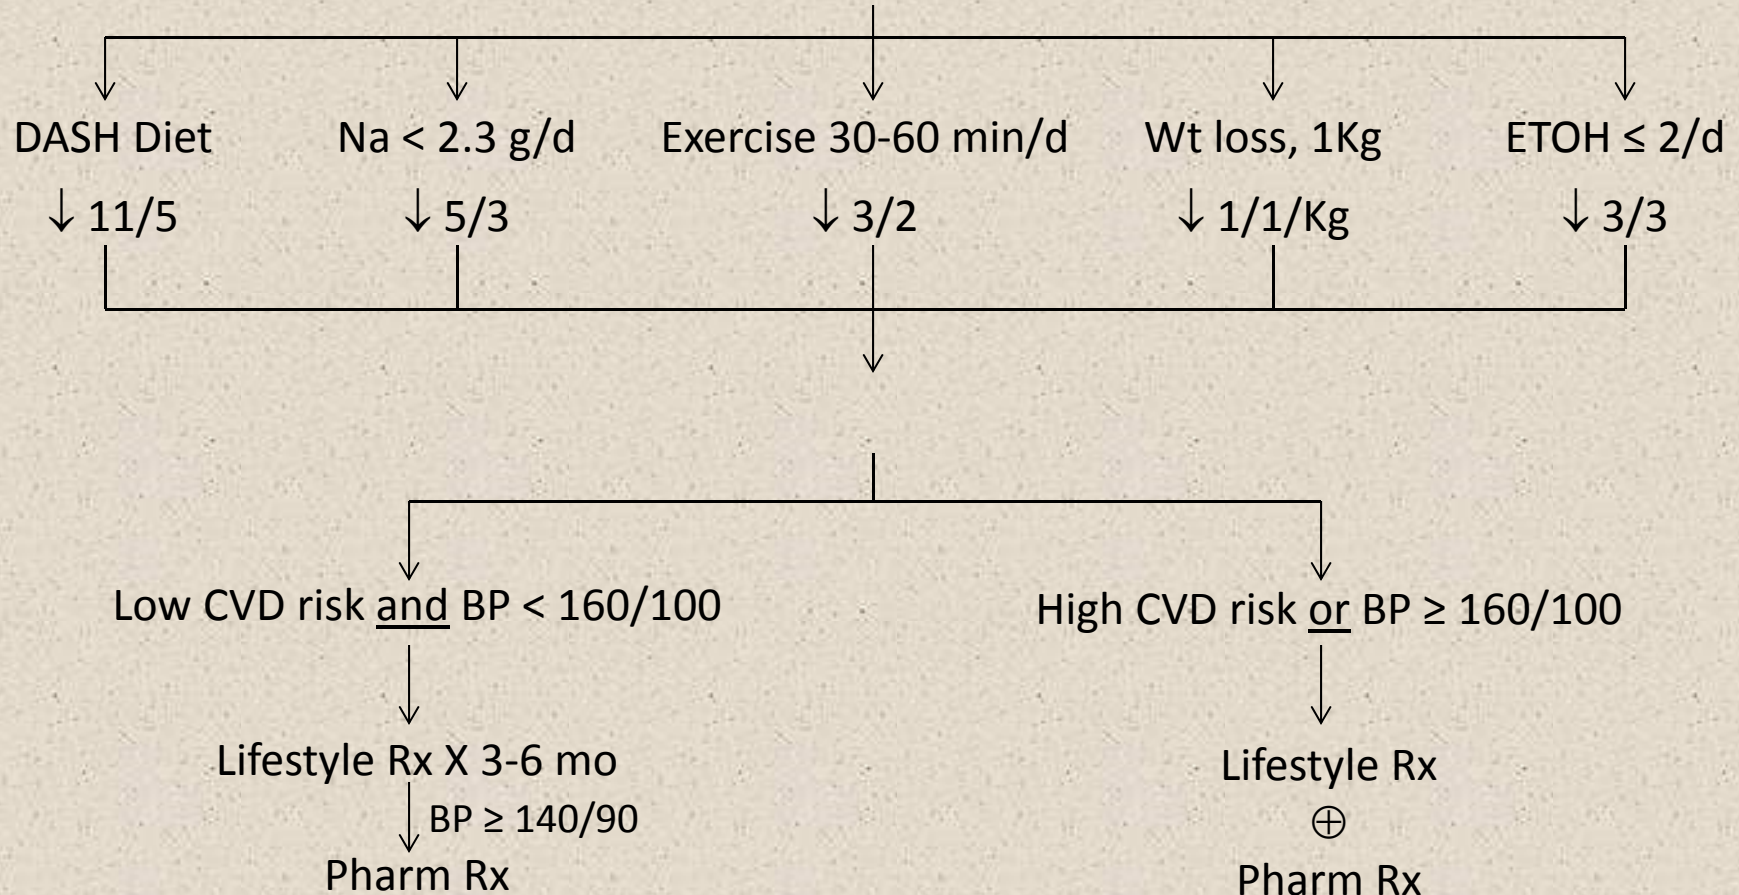 DASH Diet
Na < 2.3 g/d
Exercise 30-60 min/d
Wt loss, 1Kg
ETOH ≤ 2/d
↓ 11/5
↓ 5/3
↓ 3/2
↓ 1/1/Kg
↓ 3/3
Low CVD risk and BP < 160/100
High CVD risk or BP ≥ 160/100
Lifestyle Rx X 3-6 mo
BP ≥ 140/90
Pharm Rx
Lifestyle Rx
⊕
Pharm Rx